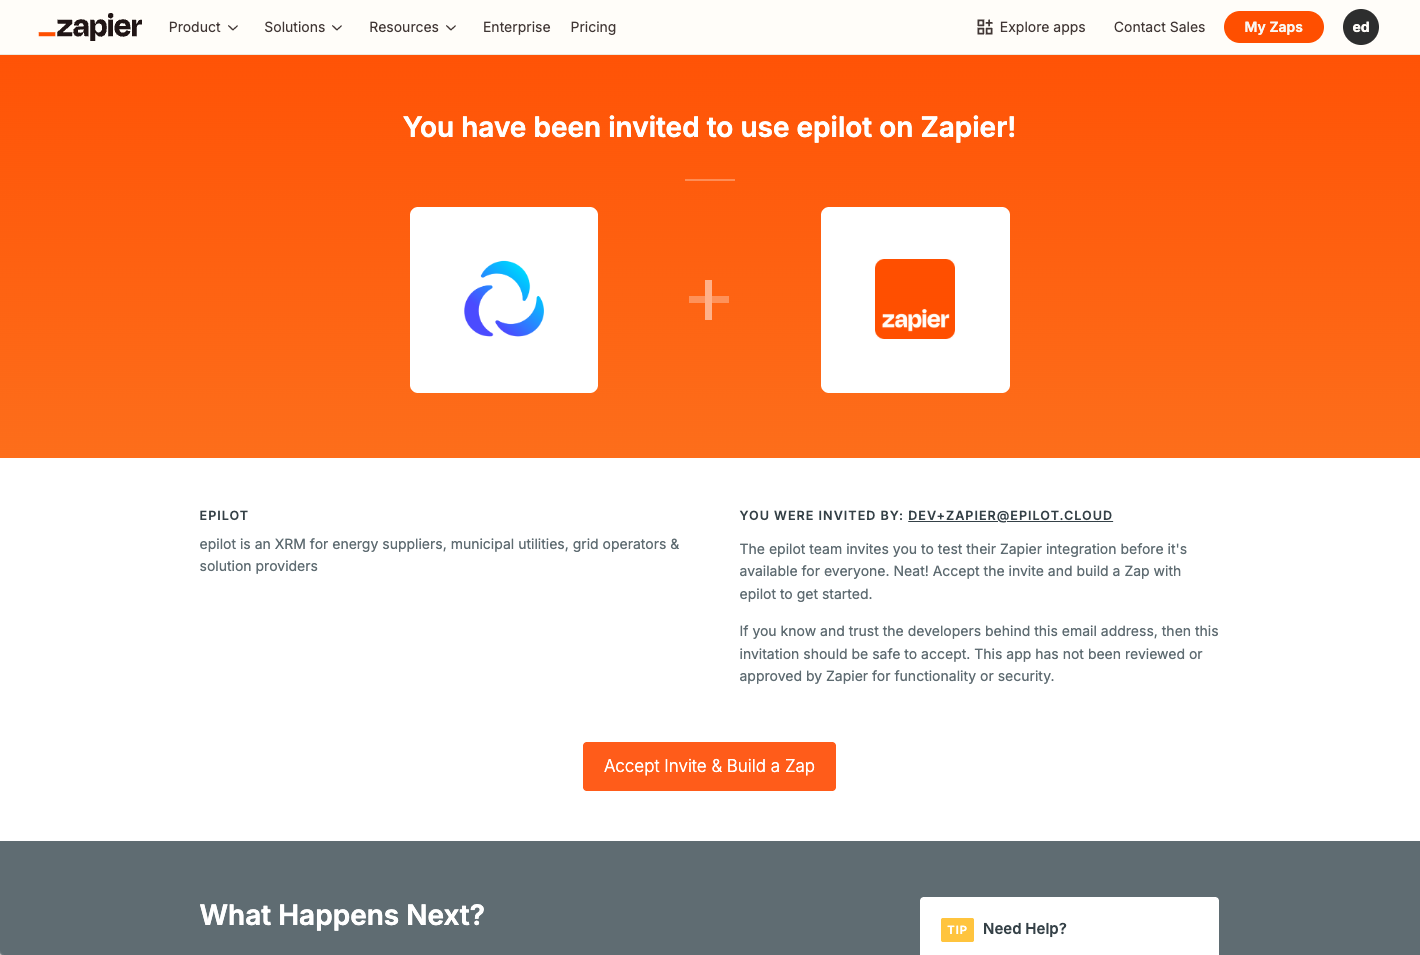 zapier
Product
Solutions
Resources
Enterprise
Pricing
Explore apps
Contact Sales
My Zaps
ed
You have been invited to use epilot on Zapier!
zapier
EPILOT
epilot is an XRM for energy suppliers, municipal utilities, grid operators &
solution providers
YOU WERE INVITED BY: DEV+ZAPIER@EPILOT.CLOUD
The epilot team invites you to test their Zapier integration before it's
available for everyone. Neat! Accept the invite and build a Zap with
epilot to get started.
If you know and trust the developers behind this email address, then this
invitation should be safe to accept. This app has not been reviewed or
approved by Zapier for functionality or security.
Accept Invite & Build a Zap
What Happens Next?
TIP Need Help?